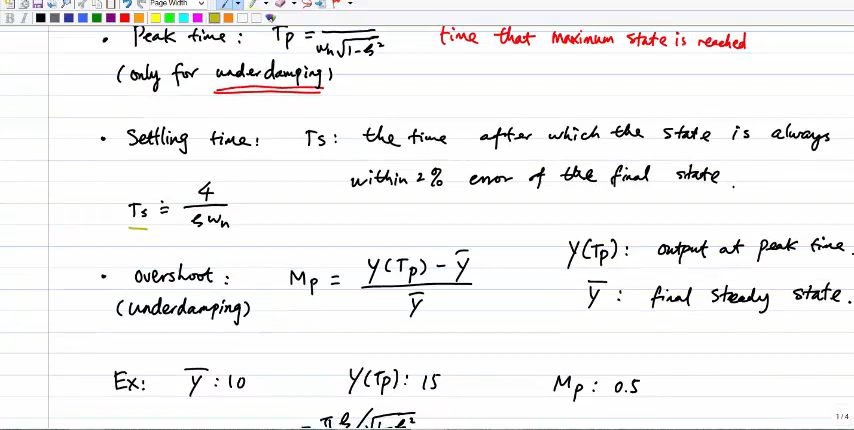 Page Width
B I
• Peak time : Tp = ──/(ωn√1-ζ²) time that maximum state is reached
(only for underdamping)
• Settling time: Ts : the time after which the state is always
within 2% error of the final state.
Ts ≐ 4/(ζωn)
• overshoot : Mp = (Y(Tp) - Y̅)/Y̅ Y(Tp) : output at peak time.
(underdamping) Y̅ : final steady state.
Ex: Y̅ : 10 Y(Tp) : 15 Mp : 0.5
-πζ/√1-ζ²
1/4